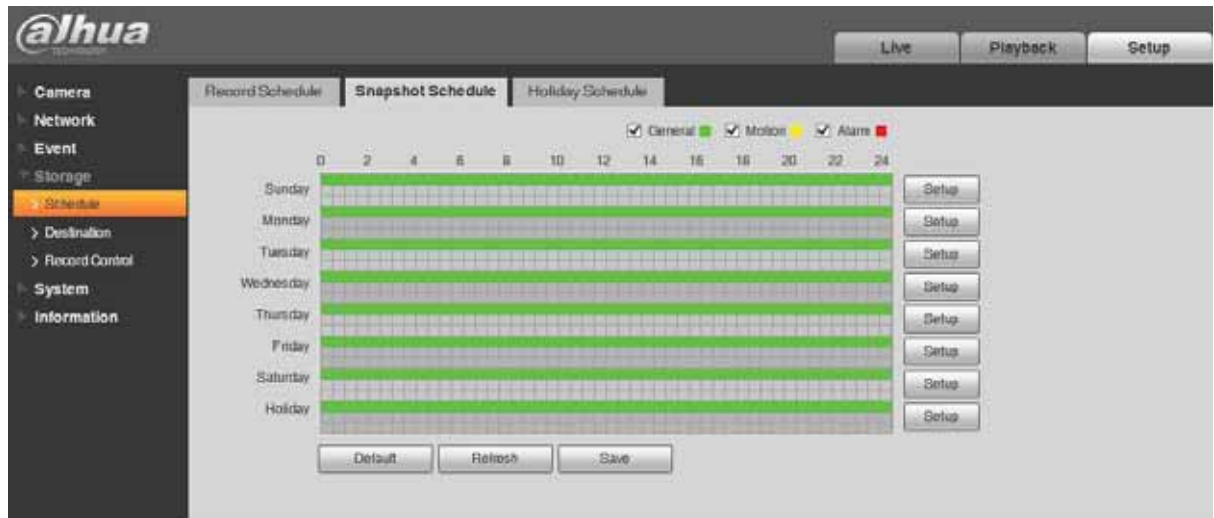 alhua
TECHNOLOGY
Live Playback Setup
Camera
Network
Event
Storage
> Schedule
> Destination
> Record Control
System
Information
Record Schedule Snapshot Schedule Holiday Schedule
General Motion Alarm
0 2 4 6 8 10 12 14 16 18 20 22 24
Sunday Setup
Monday Setup
Tuesday Setup
Wednesday Setup
Thursday Setup
Friday Setup
Saturday Setup
Holiday Setup
Default Refresh Save